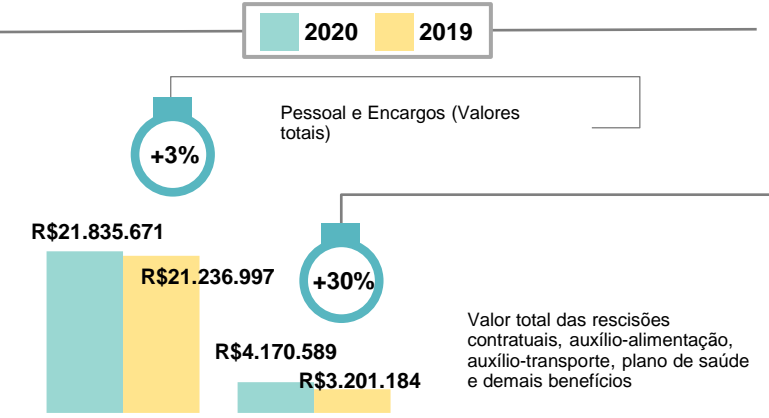 2020 2019
Pessoal e Encargos (Valores
totais)
+3%
R$21.835.671
R$21.236.997
+30%
Valor total das rescisões
contratuais, auxílio-alimentação,
auxílio-transporte, plano de saúde
e demais benefícios
R$4.170.589
R$3.201.184